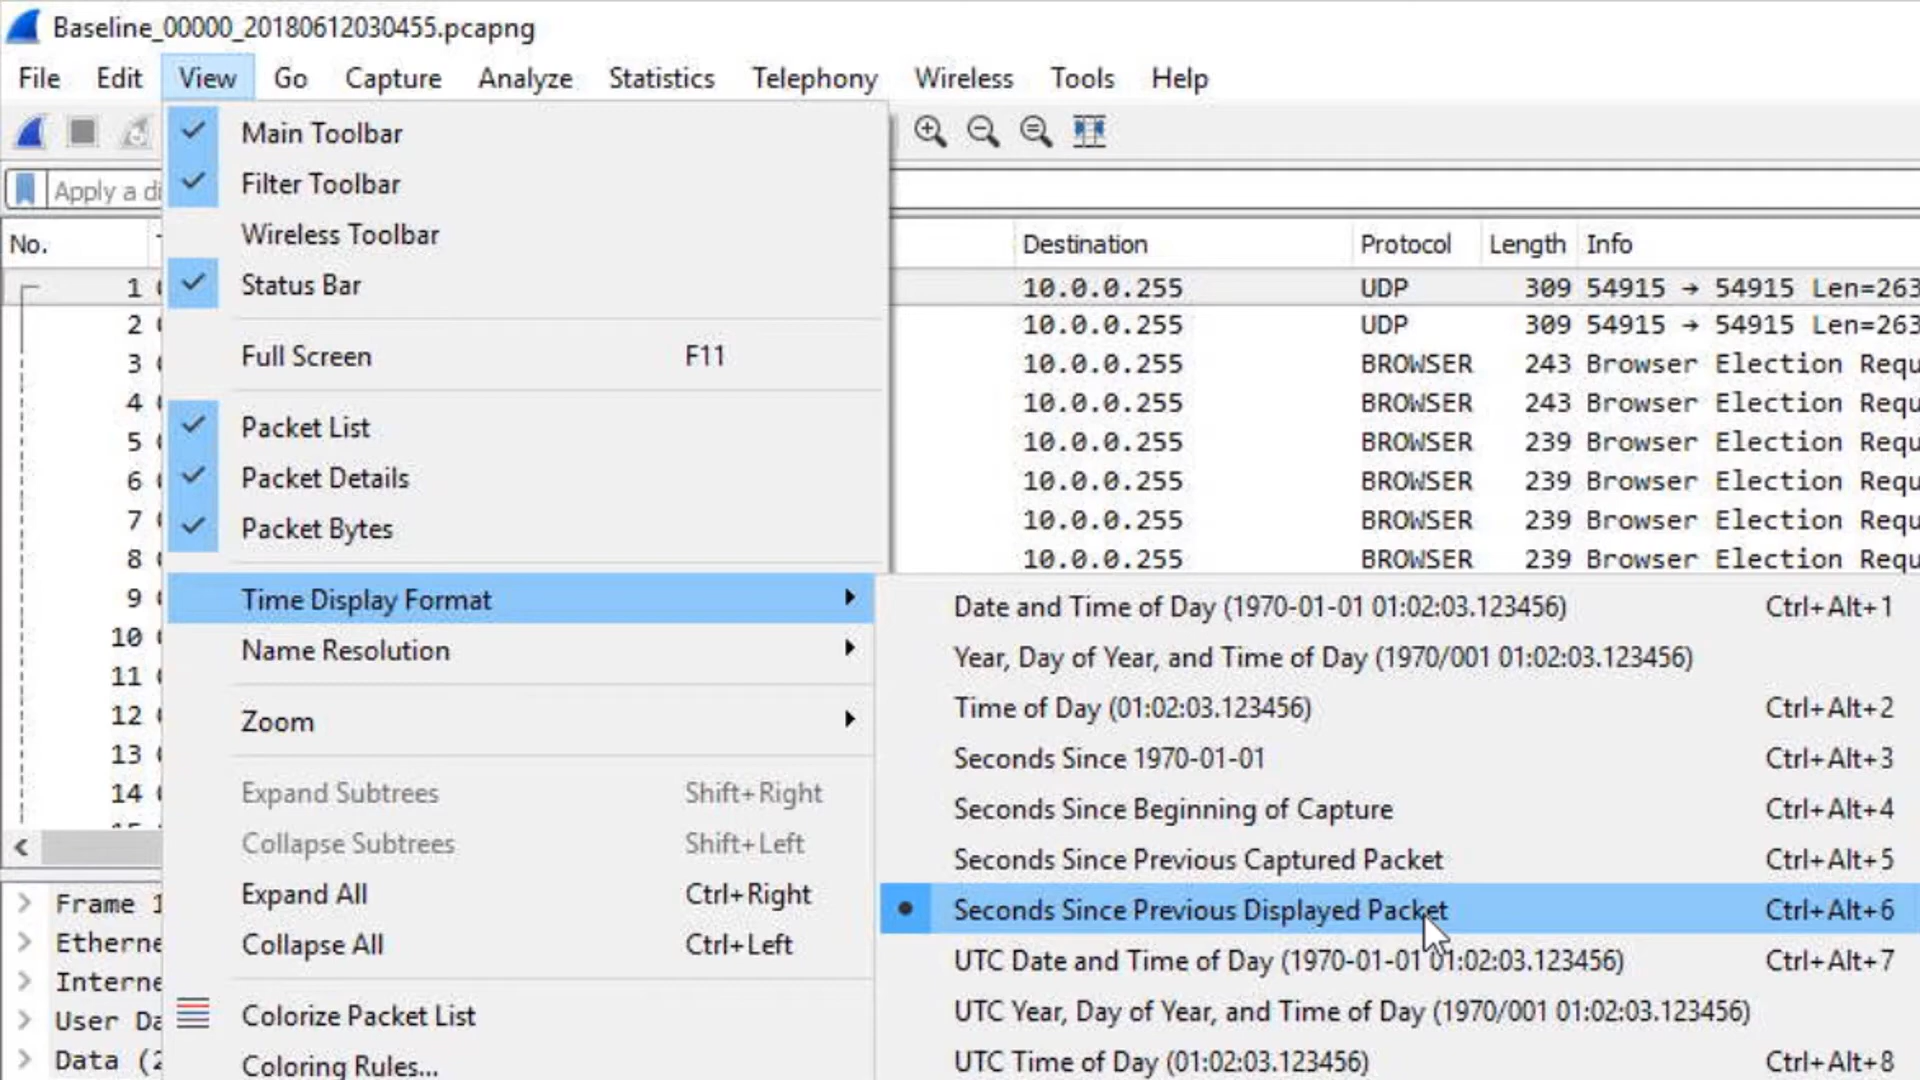 Baseline_00000_20180612030455.pcapng
File Edit View Go Capture Analyze Statistics Telephony Wireless Tools Help
Main Toolbar
Apply a di
Filter Toolbar
Wireless Toolbar
Status Bar
Full Screen F11
Packet List
Packet Details
Packet Bytes
Time Display Format
Name Resolution
Zoom
Expand Subtrees Shift+Right
Collapse Subtrees Shift+Left
Expand All Ctrl+Right
Collapse All Ctrl+Left
Colorize Packet List
Coloring Rules...
No. Destination Protocol Length Info
1 10.0.0.255 UDP 309 54915 → 54915 Len=263
2 10.0.0.255 UDP 309 54915 → 54915 Len=263
3 10.0.0.255 BROWSER 243 Browser Election Requ
4 10.0.0.255 BROWSER 243 Browser Election Requ
5 10.0.0.255 BROWSER 239 Browser Election Requ
6 10.0.0.255 BROWSER 239 Browser Election Requ
7 10.0.0.255 BROWSER 239 Browser Election Requ
8 10.0.0.255 BROWSER 239 Browser Election Requ
9
10
11
12
13
14
Date and Time of Day (1970-01-01 01:02:03.123456) Ctrl+Alt+1
Year, Day of Year, and Time of Day (1970/001 01:02:03.123456)
Time of Day (01:02:03.123456) Ctrl+Alt+2
Seconds Since 1970-01-01 Ctrl+Alt+3
Seconds Since Beginning of Capture Ctrl+Alt+4
Seconds Since Previous Captured Packet Ctrl+Alt+5
Seconds Since Previous Displayed Packet Ctrl+Alt+6
UTC Date and Time of Day (1970-01-01 01:02:03.123456) Ctrl+Alt+7
UTC Year, Day of Year, and Time of Day (1970/001 01:02:03.123456)
UTC Time of Day (01:02:03.123456) Ctrl+Alt+8
Frame 1
Etherne
Interne
User Da
Data (2